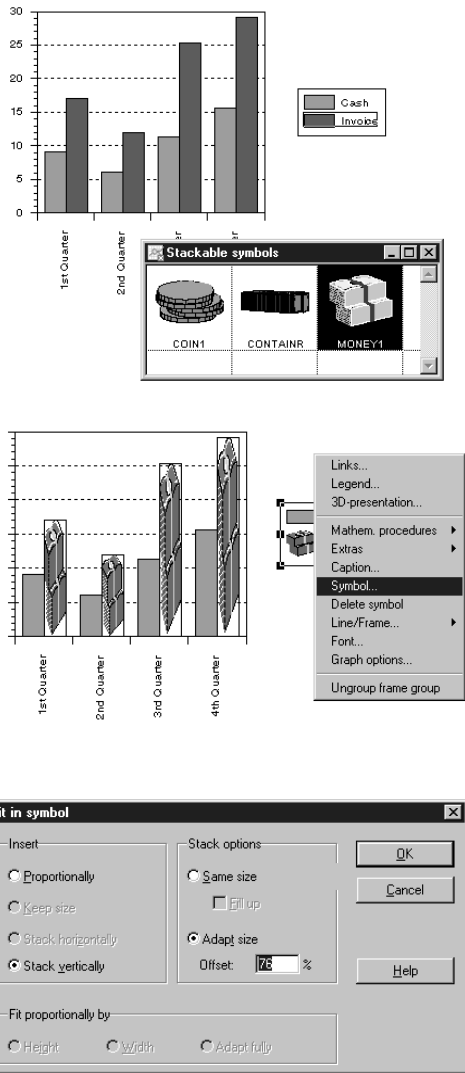 30
25
20
15
10
5
0
Cash
Invoice
1st Quarter
2nd Quarter
Stackable symbols
COIN1
CONTAINR
MONEY1
1st Quarter
2nd Quarter
3rd Quarter
4th Quarter
Links...
Legend...
3D-presentation...
Mathem. procedures
Extras
Caption...
Symbol...
Delete symbol
Line/Frame...
Font...
Graph options...
Ungroup frame group
it in symbol
Insert
Proportionally
Keep size
Stack horizontally
Stack vertically
Stack options
Same size
Fill up
Adapt size
Offset: 76 %
OK
Cancel
Help
Fit proportionally by
Height Width Adapt fully